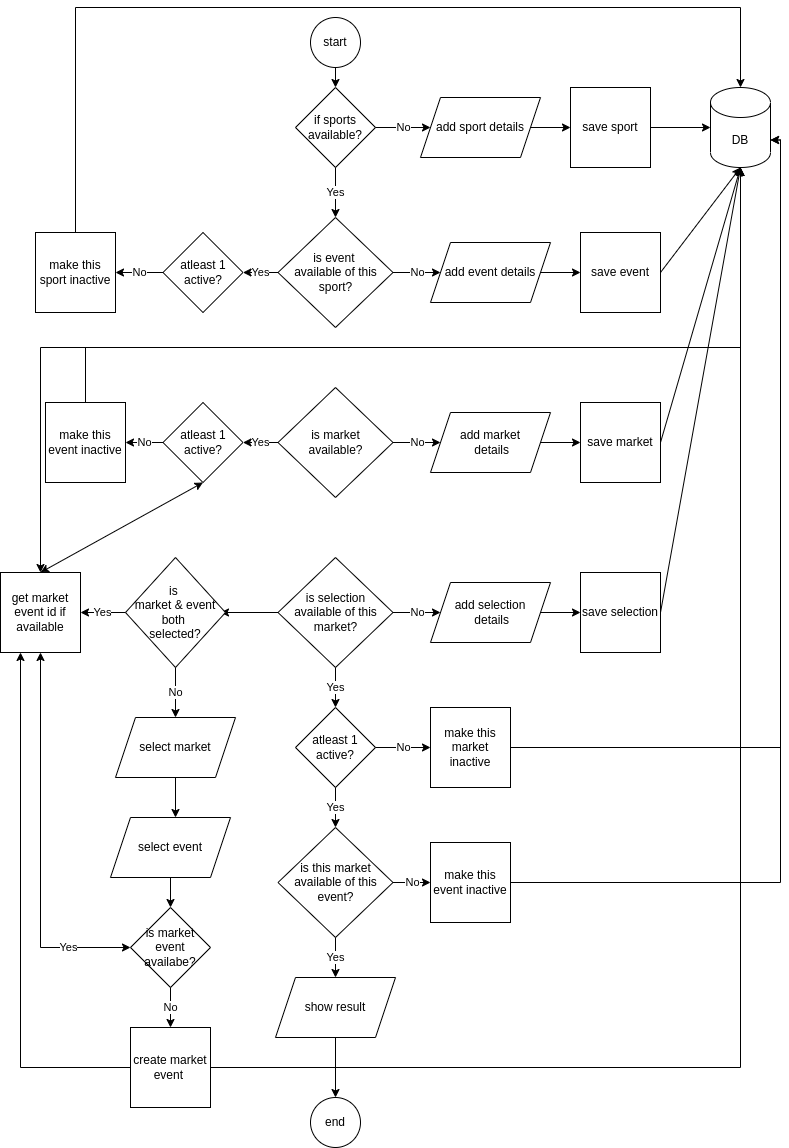 start
if sports
available?
No
add sport details
save sport
DB
Yes
make this
sport inactive
No
atleast 1
active?
Yes
is event
available of this
sport?
No
add event details
save event
make this
event inactive
No
atleast 1
active?
Yes
is market
available?
No
add market
details
save market
get market
event id if
available
Yes
is
market & event
both
selected?
is selection
available of this
market?
No
add selection
details
save selection
No
Yes
select market
atleast 1
active?
No
make this
market
inactive
Yes
select event
is this market
available of this
event?
No
make this
event inactive
Yes
is market
event
availabe?
Yes
No
show result
create market
event
end